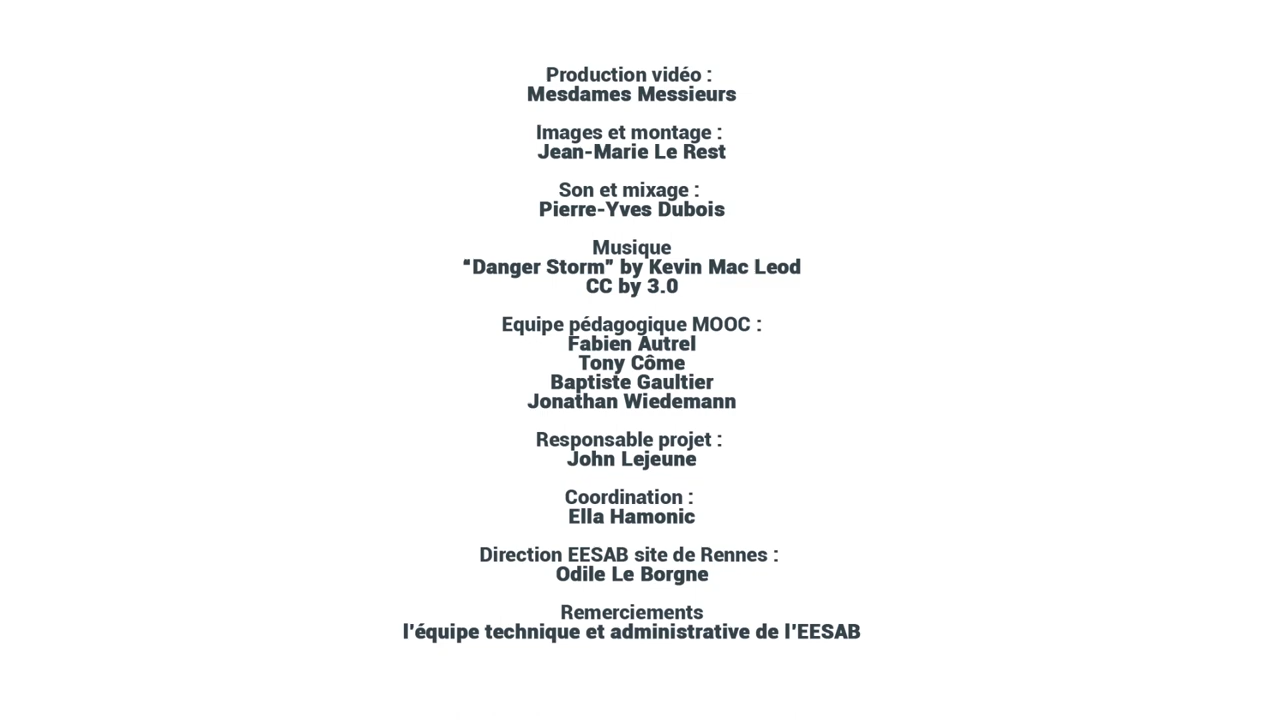 Production vidéo :
Mesdames Messieurs
Images et montage :
Jean-Marie Le Rest
Son et mixage :
Pierre-Yves Dubois
Musique
“Danger Storm” by Kevin Mac Leod
CC by 3.0
Equipe pédagogique MOOC :
Fabien Autrel
Tony Côme
Baptiste Gaultier
Jonathan Wiedemann
Responsable projet :
John Lejeune
Coordination :
Ella Hamonic
Direction EESAB site de Rennes :
Odile Le Borgne
Remerciements
l’équipe technique et administrative de l’EESAB